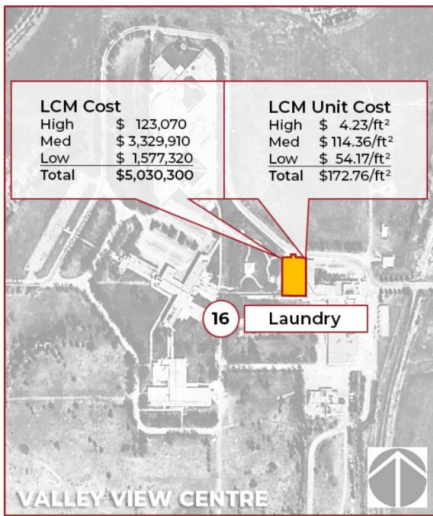 LCM Cost
High $ 123,070
Med $ 3,329,910
Low $ 1,577,320
Total $5,030,300
LCM Unit Cost
High $ 4.23/ft²
Med $ 114.36/ft²
Low $ 54.17/ft²
Total $172.76/ft²
16 Laundry
VALLEY VIEW CENTRE